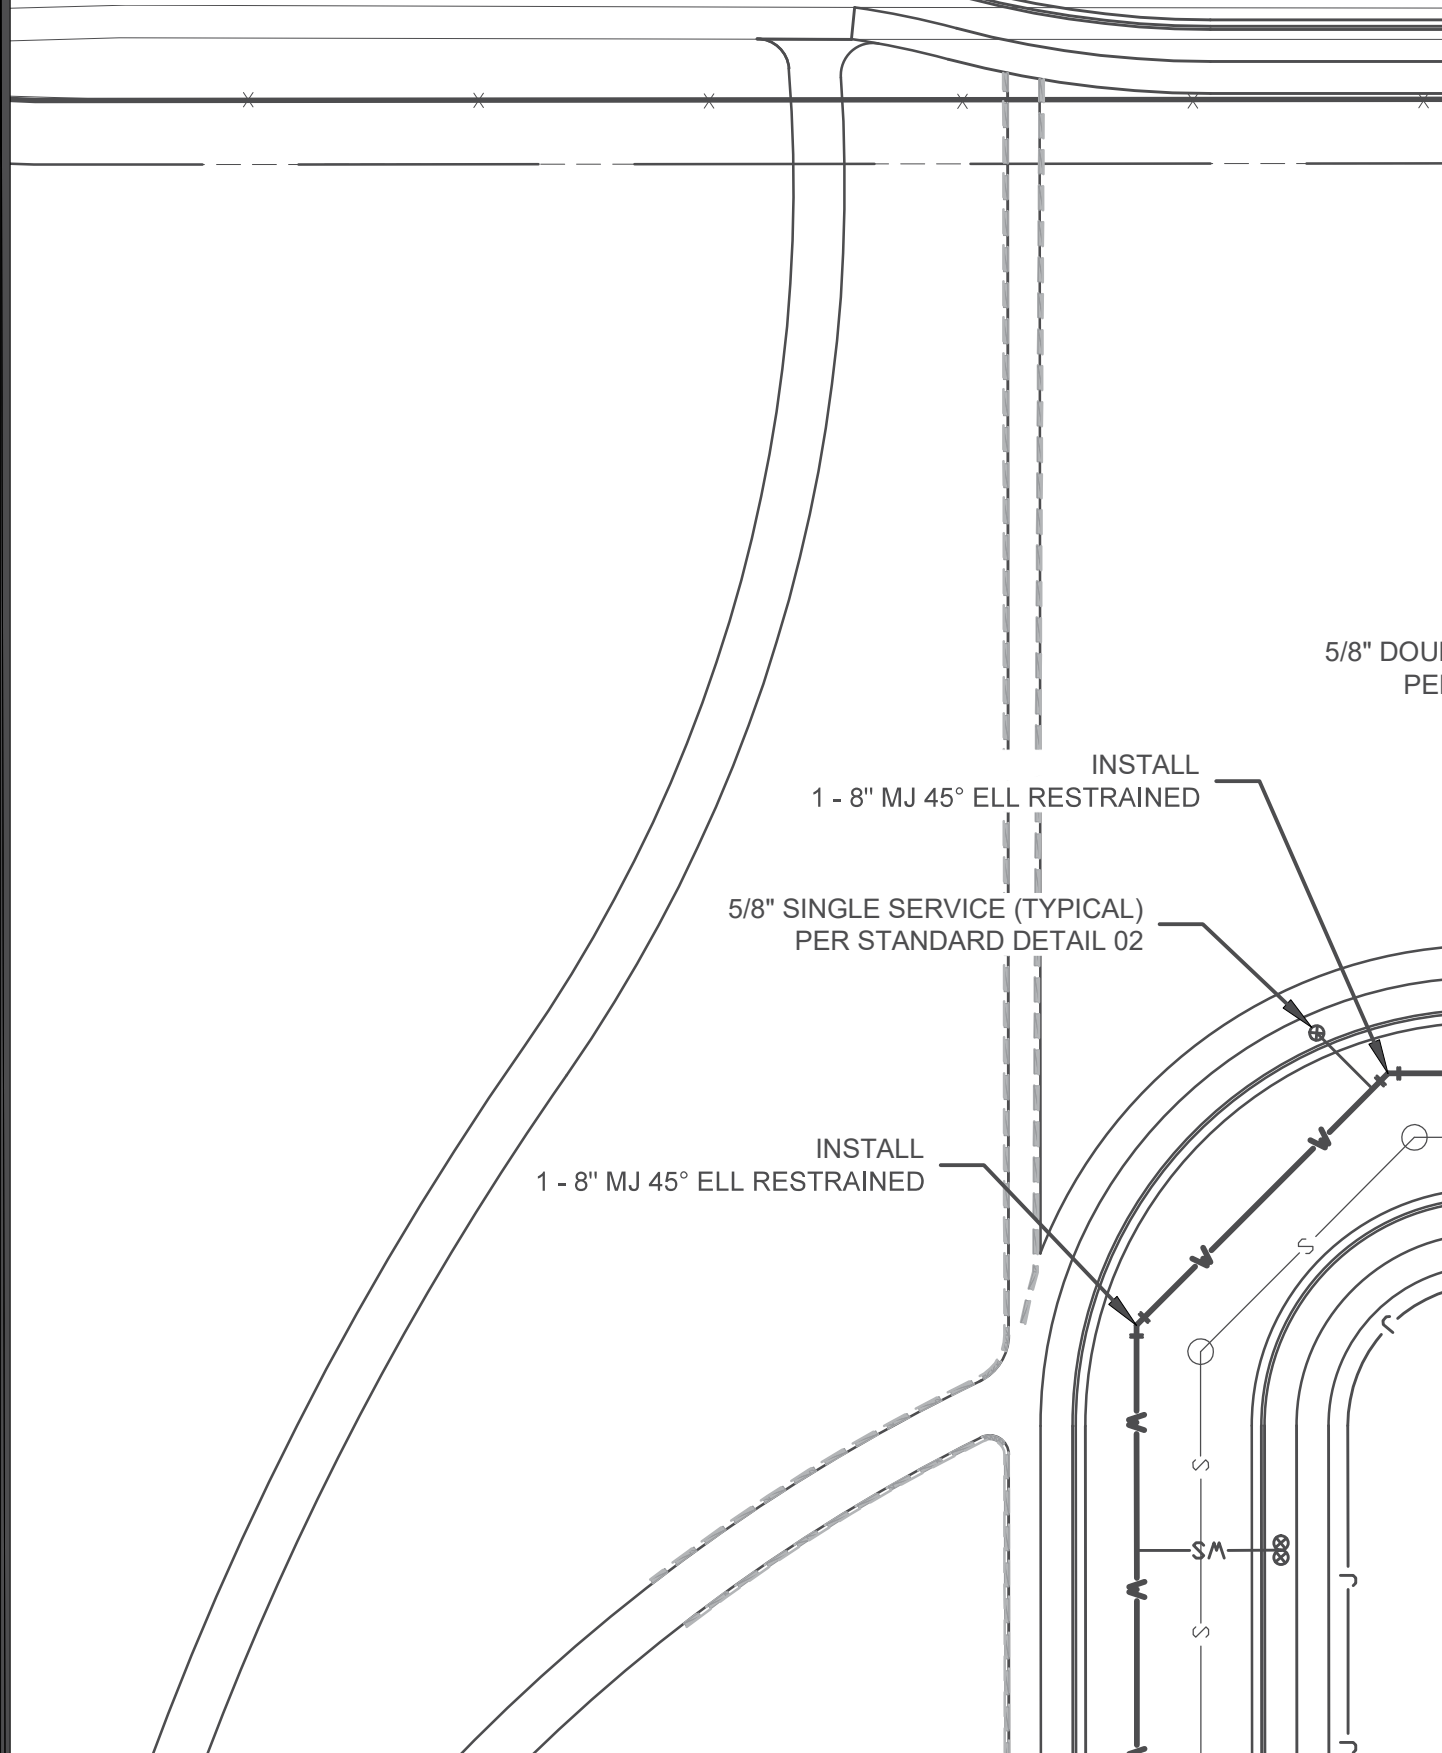 5/8" DOU
PE
INSTALL
1 - 8" MJ 45° ELL RESTRAINED
5/8" SINGLE SERVICE (TYPICAL)
PER STANDARD DETAIL 02
INSTALL
1 - 8" MJ 45° ELL RESTRAINED
W
W
S
J
W
S
WS
W
J
S
W
J